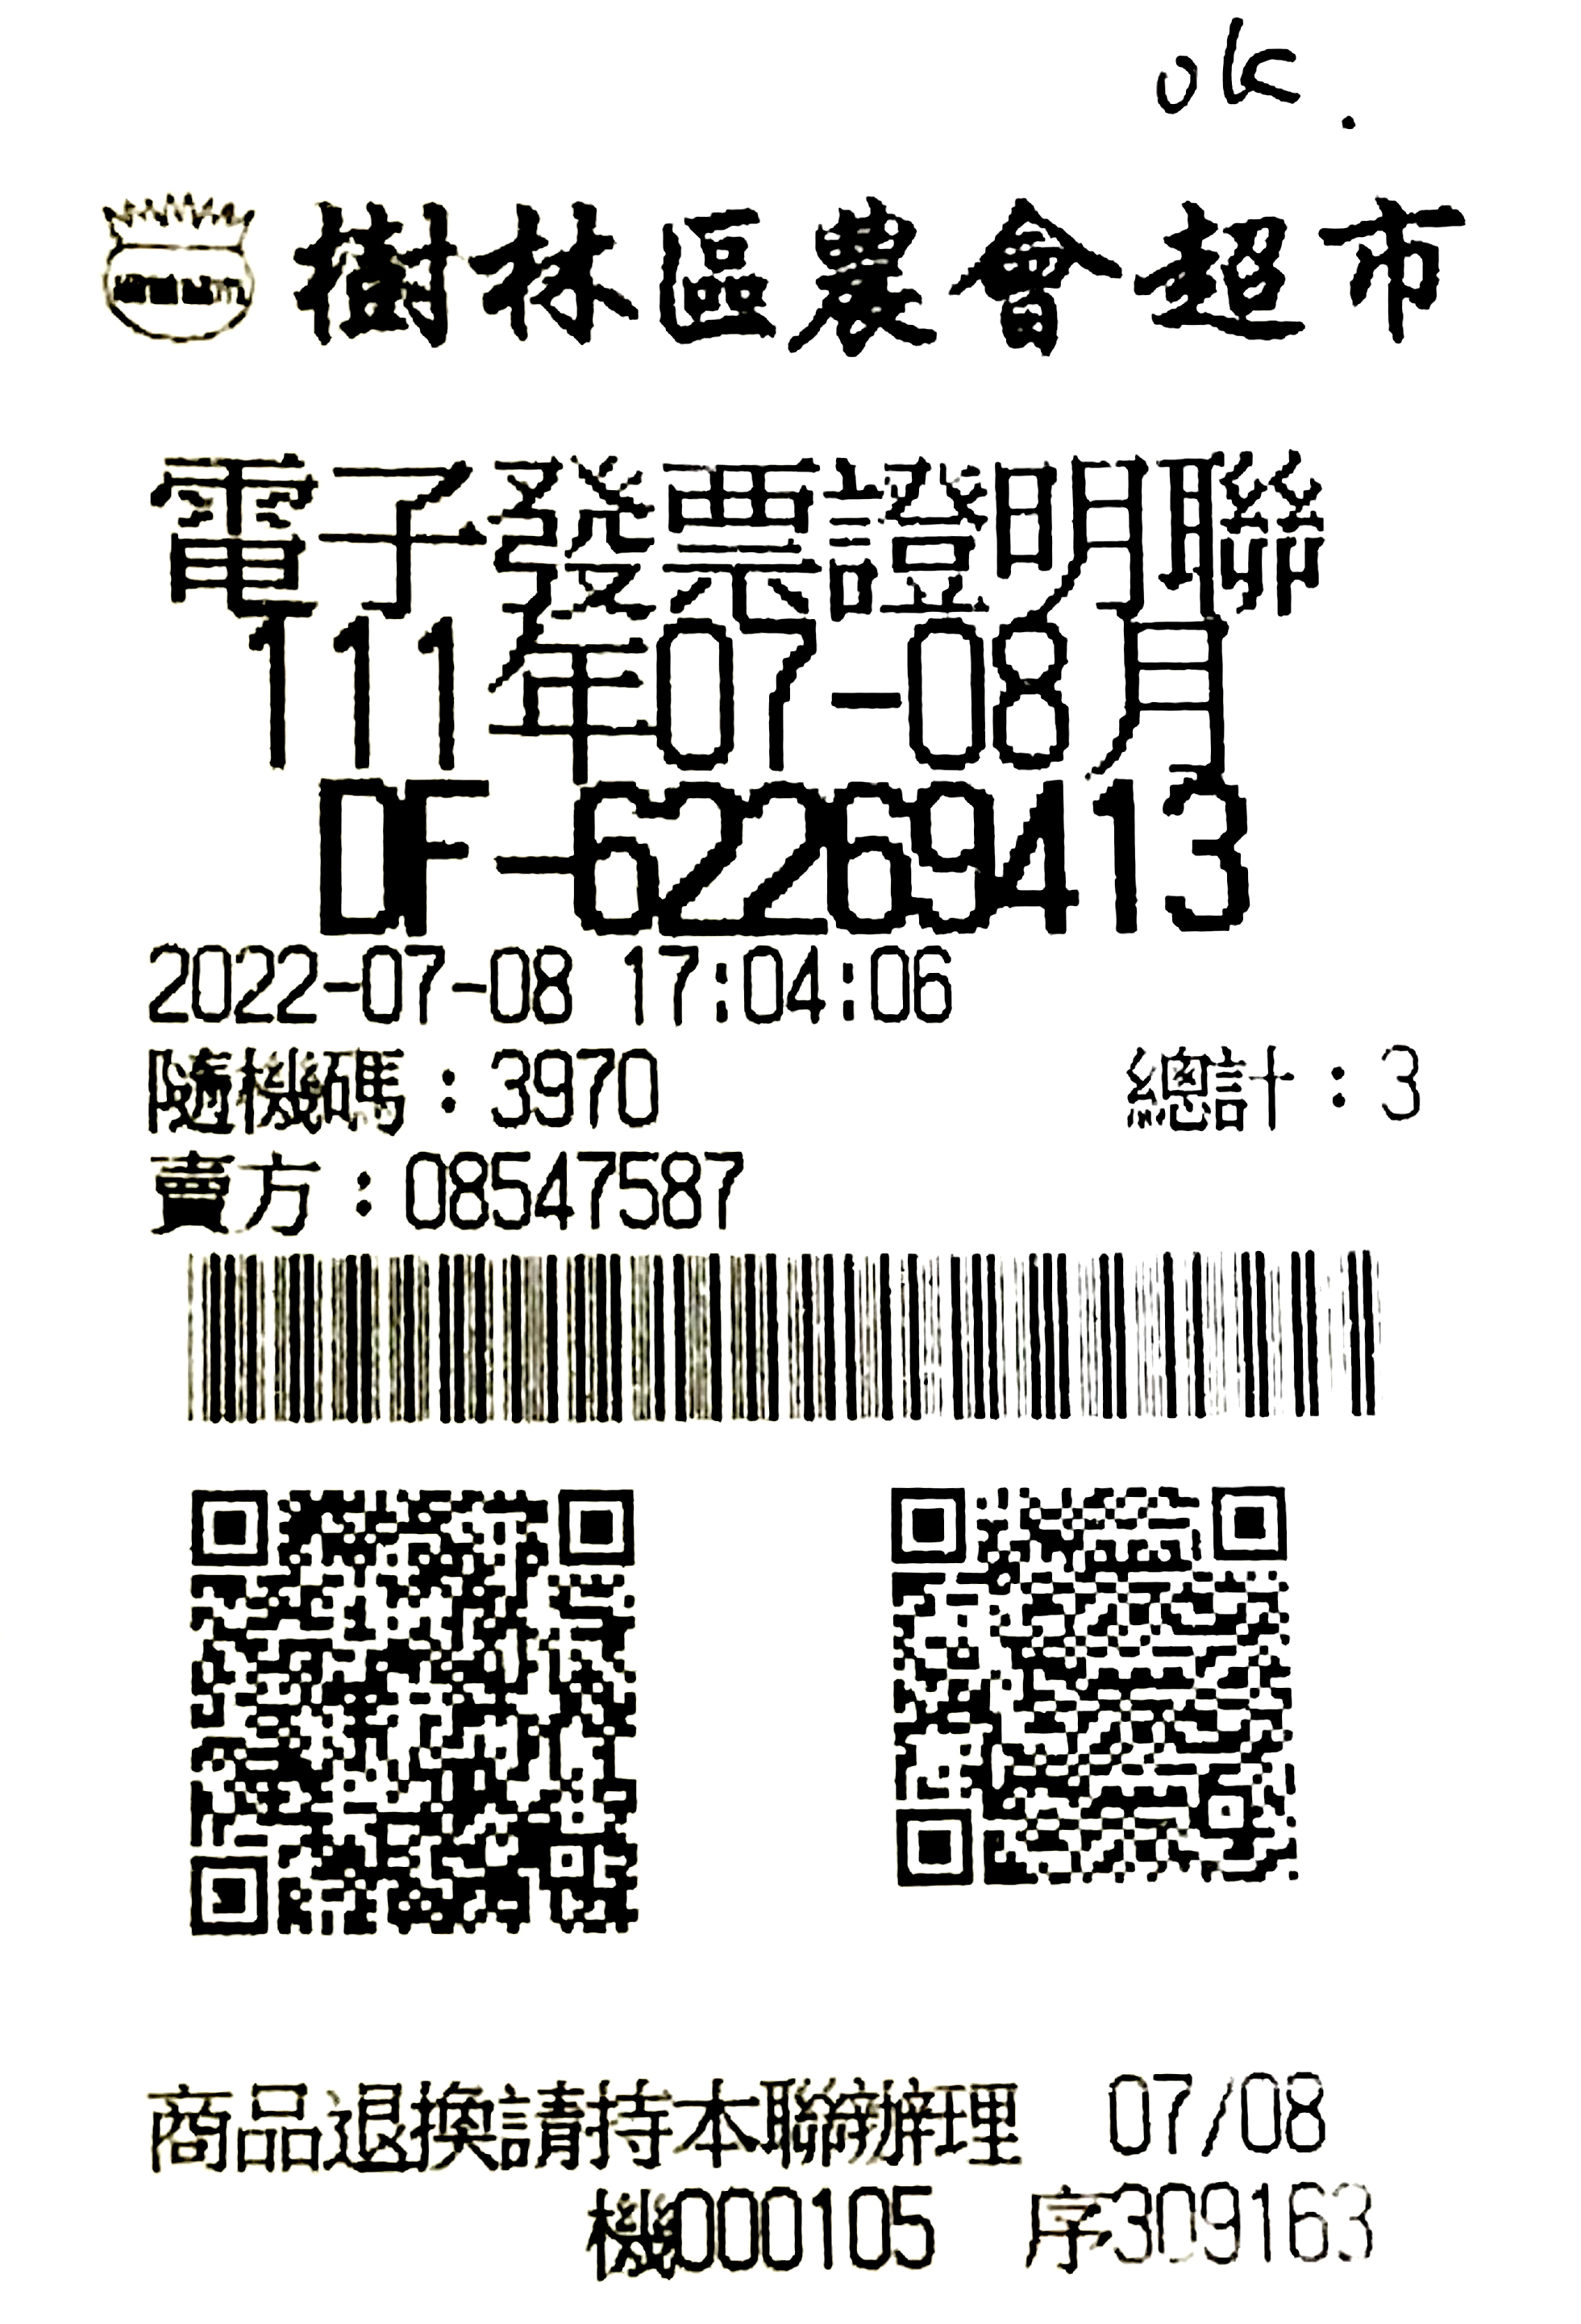 ok.
樹林區農會超市
電子發票證明聯
111年07-08月
DF-62269413
2022-07-08 17:04:06
隨機碼：3970 總計：3
賣方：08547587
商品退換請持本聯辦理 07/08
機000105 序309163